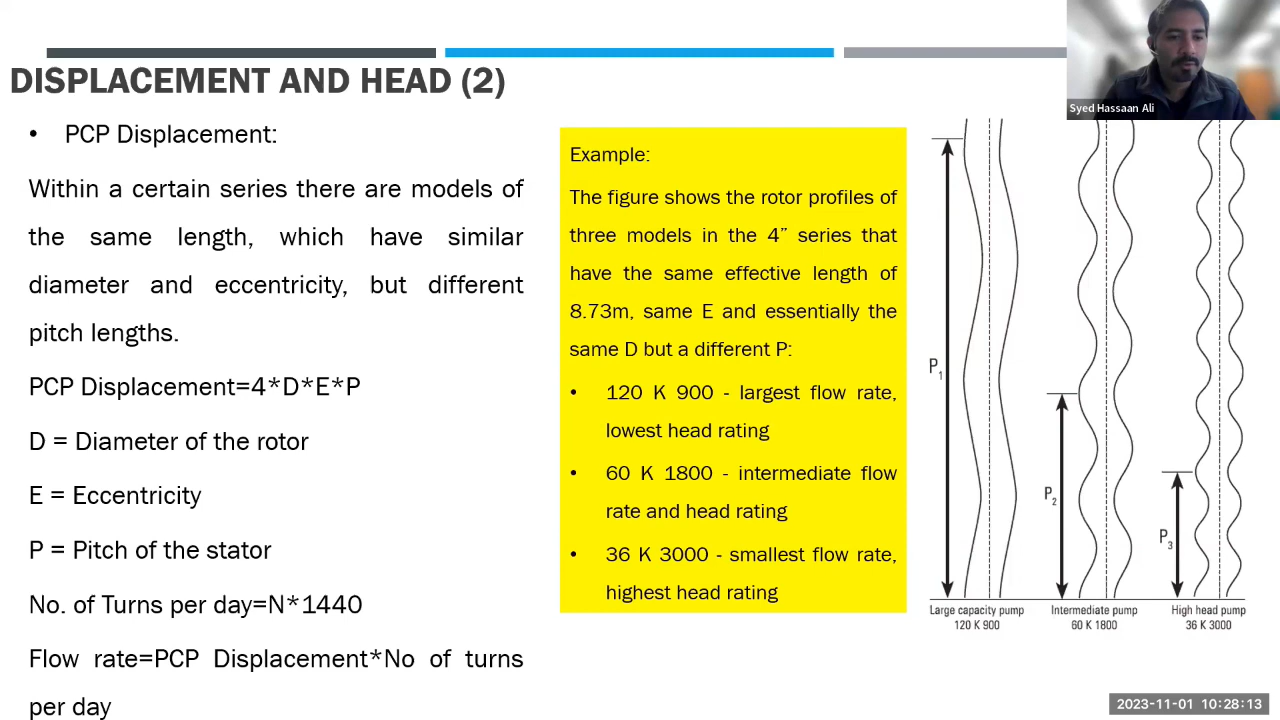 DISPLACEMENT AND HEAD (2)
• PCP Displacement:
Within a certain series there are models of
the same length, which have similar
diameter and eccentricity, but different
pitch lengths.
PCP Displacement=4*D*E*P
D = Diameter of the rotor
E = Eccentricity
P = Pitch of the stator
No. of Turns per day=N*1440
Flow rate=PCP Displacement*No of turns
per day
Example:
The figure shows the rotor profiles of
three models in the 4” series that
have the same effective length of
8.73m, same E and essentially the
same D but a different P:
• 120 K 900 - largest flow rate,
lowest head rating
• 60 K 1800 - intermediate flow
rate and head rating
• 36 K 3000 - smallest flow rate,
highest head rating
P1
P2
P3
Large capacity pump
120 K 900
Intermediate pump
60 K 1800
High head pump
36 K 3000
Syed Hassaan Ali
2023-11-01 10:28:13